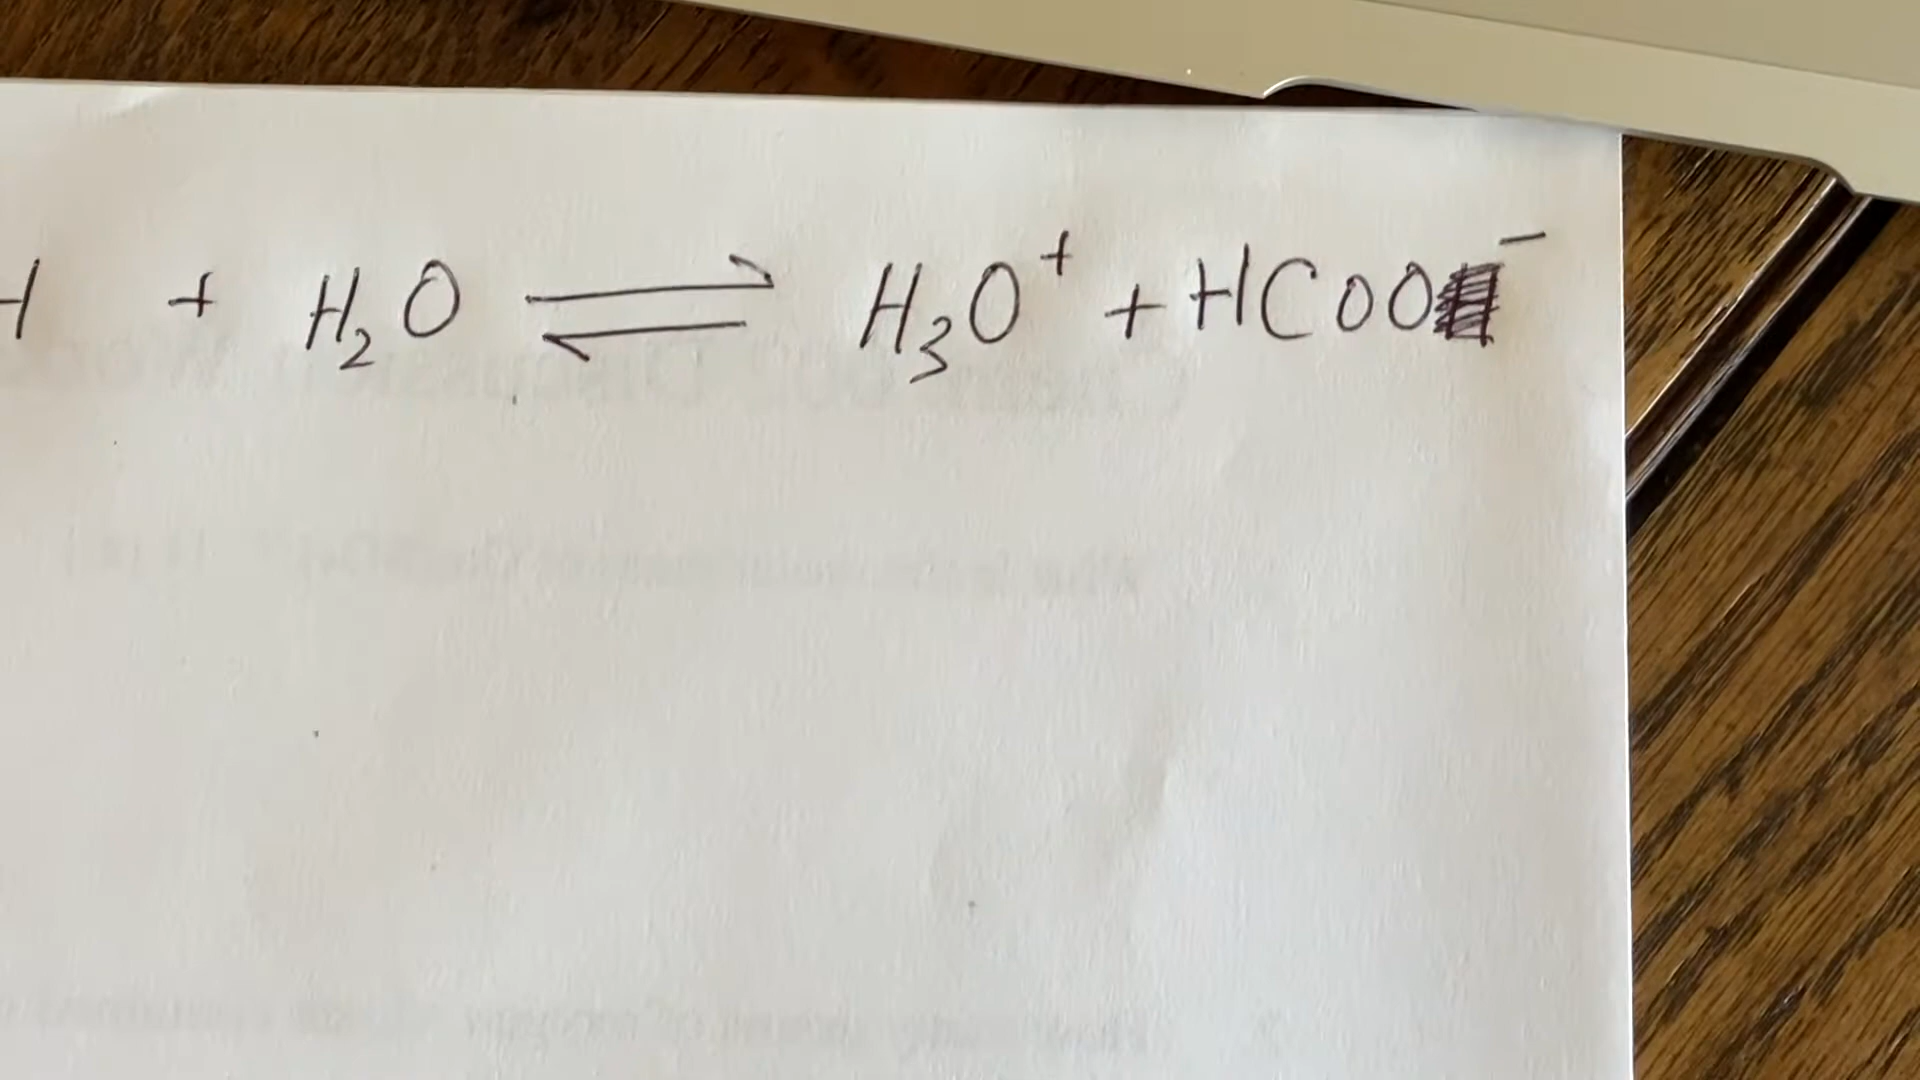 H + H₂O ⇌ H₃O⁺ + HCOO⁻